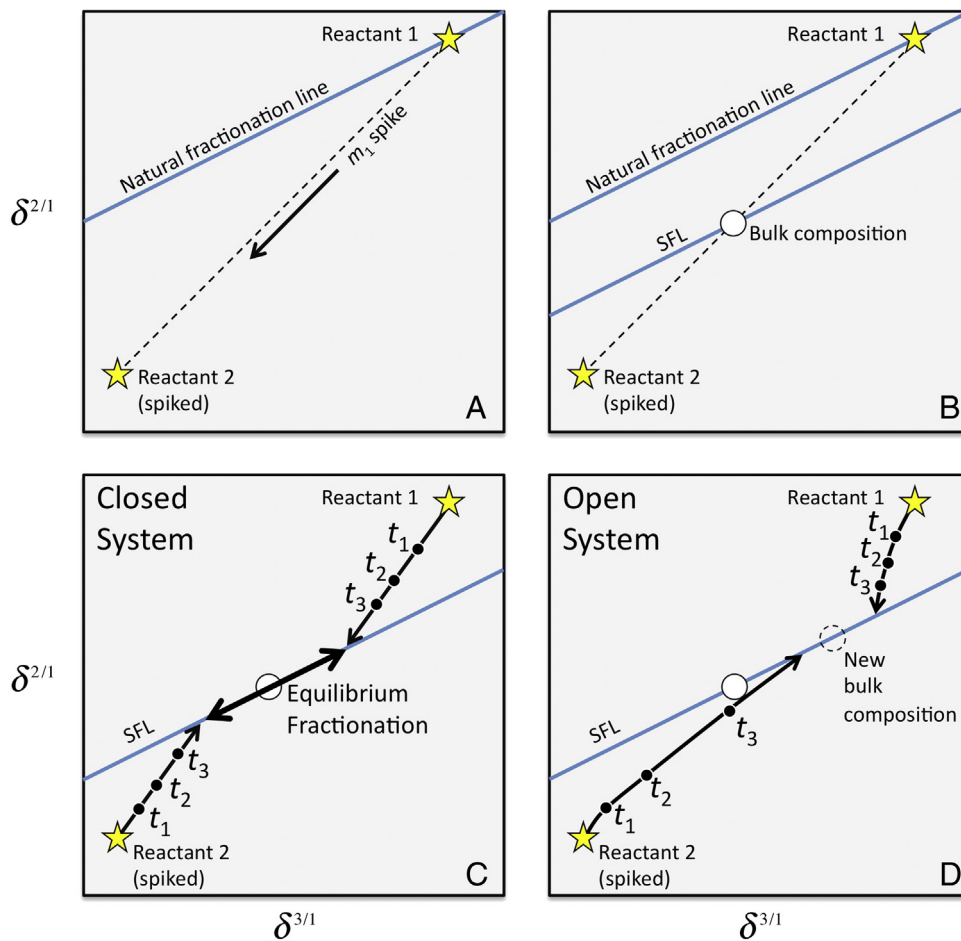 Reactant 1
Natural fractionation line
m₁ spike
δ²/¹
Reactant 2
(spiked)
A
Reactant 1
Natural fractionation line
SFL
Bulk composition
Reactant 2
(spiked)
B
Closed
System
Reactant 1
t₁
t₂
t₃
δ²/¹
Equilibrium
Fractionation
SFL
t₃
t₂
t₁
Reactant 2
(spiked)
C
δ³/¹
Open
System
Reactant 1
t₁
t₂
t₃
New
bulk
composition
SFL
t₃
t₂
t₁
Reactant 2
(spiked)
D
δ³/¹